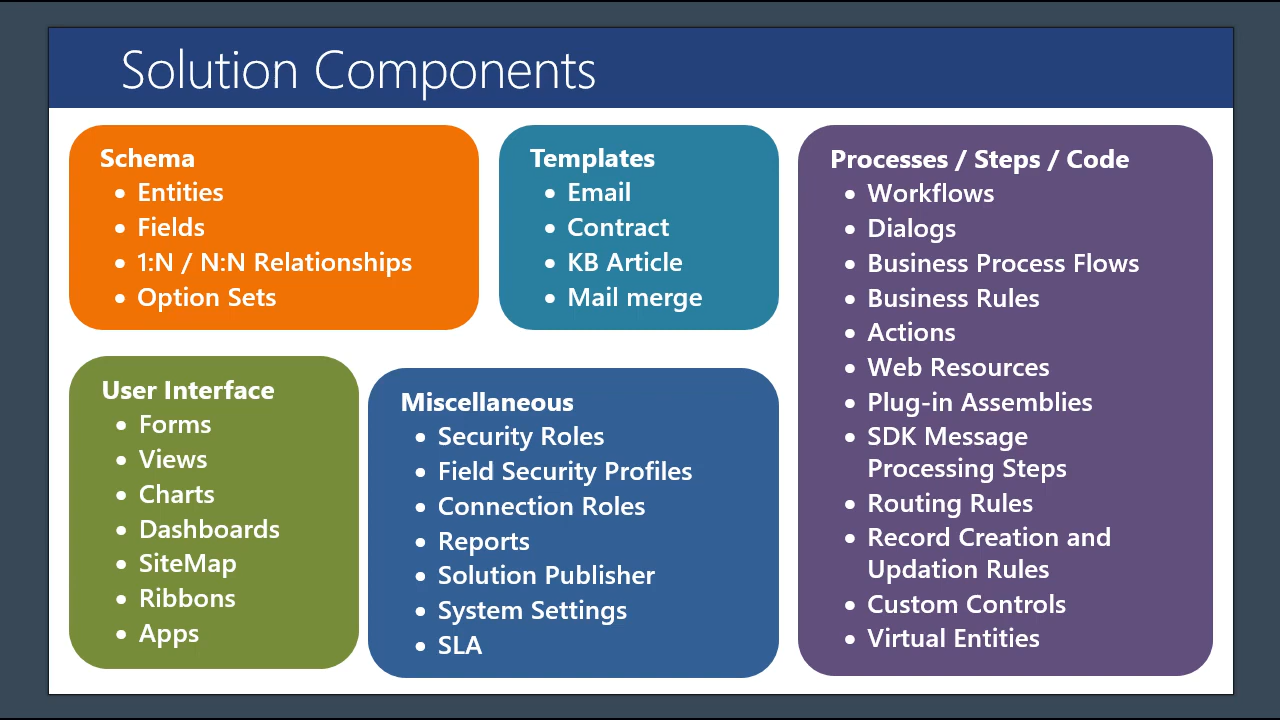 Solution Components
Schema
• Entities
• Fields
• 1:N / N:N Relationships
• Option Sets
Templates
• Email
• Contract
• KB Article
• Mail merge
Processes / Steps / Code
• Workflows
• Dialogs
• Business Process Flows
• Business Rules
• Actions
• Web Resources
• Plug-in Assemblies
• SDK Message
Processing Steps
• Routing Rules
• Record Creation and
Updation Rules
• Custom Controls
• Virtual Entities
User Interface
• Forms
• Views
• Charts
• Dashboards
• SiteMap
• Ribbons
• Apps
Miscellaneous
• Security Roles
• Field Security Profiles
• Connection Roles
• Reports
• Solution Publisher
• System Settings
• SLA